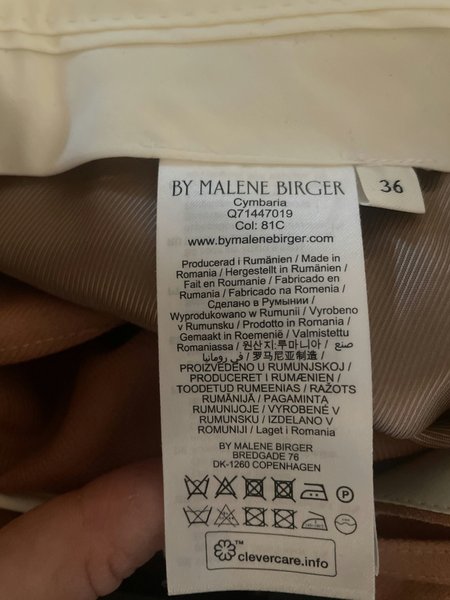 BY MALENE BIRGER
36
Cymbaria
Q71447019
Col: 81C
www.bymalenebirger.com
Producerad i Rumänien / Made in
Romania / Hergestellt in Rumänien /
Fait en Roumanie / Fabricado en
Rumania / Fabricado na Romenia /
Сделано в Румынии /
Wyprodukowano w Rumunii / Vyrobeno
v Rumunsku / Prodotto in Romania /
Gemaakt in Roemenië / Valmistettu
Romaniassa / 원산지:루마니아 / صنع
في رومانيا / 罗马尼亚制造 /
PROIZVEDENO U RUMUNJSKOJ /
PRODUCERET I RUMÆNIEN /
TOODETUD RUMEENIAS / RAŽOTS
RUMĀNIJĀ / PAGAMINTA
RUMUNIJOJE / VYROBENÉ V
RUMUNSKU / IZDELANO V
ROMUNIJI / Laget i Romania
BY MALENE BIRGER
BREDGADE 76
DK-1260 COPENHAGEN
P
TM
clevercare.info